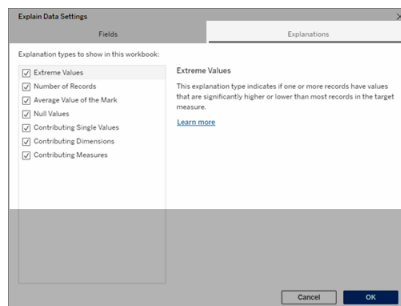 Explain Data Settings
Fields
Explanations
Explanation types to show in this workbook:
Extreme Values
Number of Records
Average Value of the Mark
Null Values
Contributing Single Values
Contributing Dimensions
Contributing Measures
Extreme Values
This explanation type indicates if one or more records have values
that are significantly higher or lower than most records in the target
measure.
Learn more
Cancel
OK